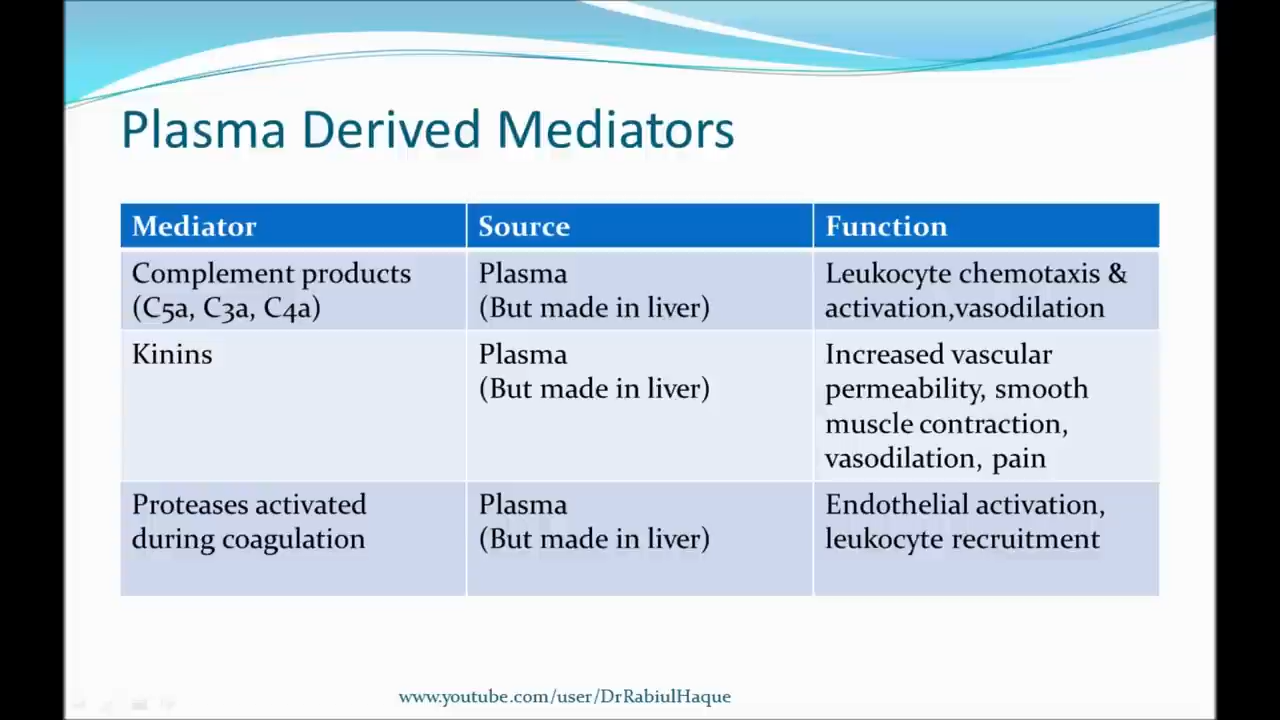 Plasma Derived Mediators
Mediator
Source
Function
Complement products
(C5a, C3a, C4a)
Plasma
(But made in liver)
Leukocyte chemotaxis &
activation,vasodilation
Kinins
Plasma
(But made in liver)
Increased vascular
permeability, smooth
muscle contraction,
vasodilation, pain
Proteases activated
during coagulation
Plasma
(But made in liver)
Endothelial activation,
leukocyte recruitment
www.youtube.com/user/DrRabiulHaque